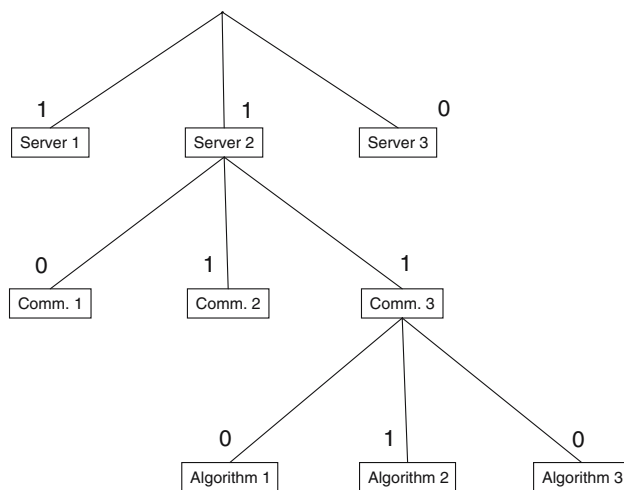 1 1 0
Server 1 Server 2 Server 3
0 1 1
Comm. 1 Comm. 2 Comm. 3
0 1 0
Algorithm 1 Algorithm 2 Algorithm 3